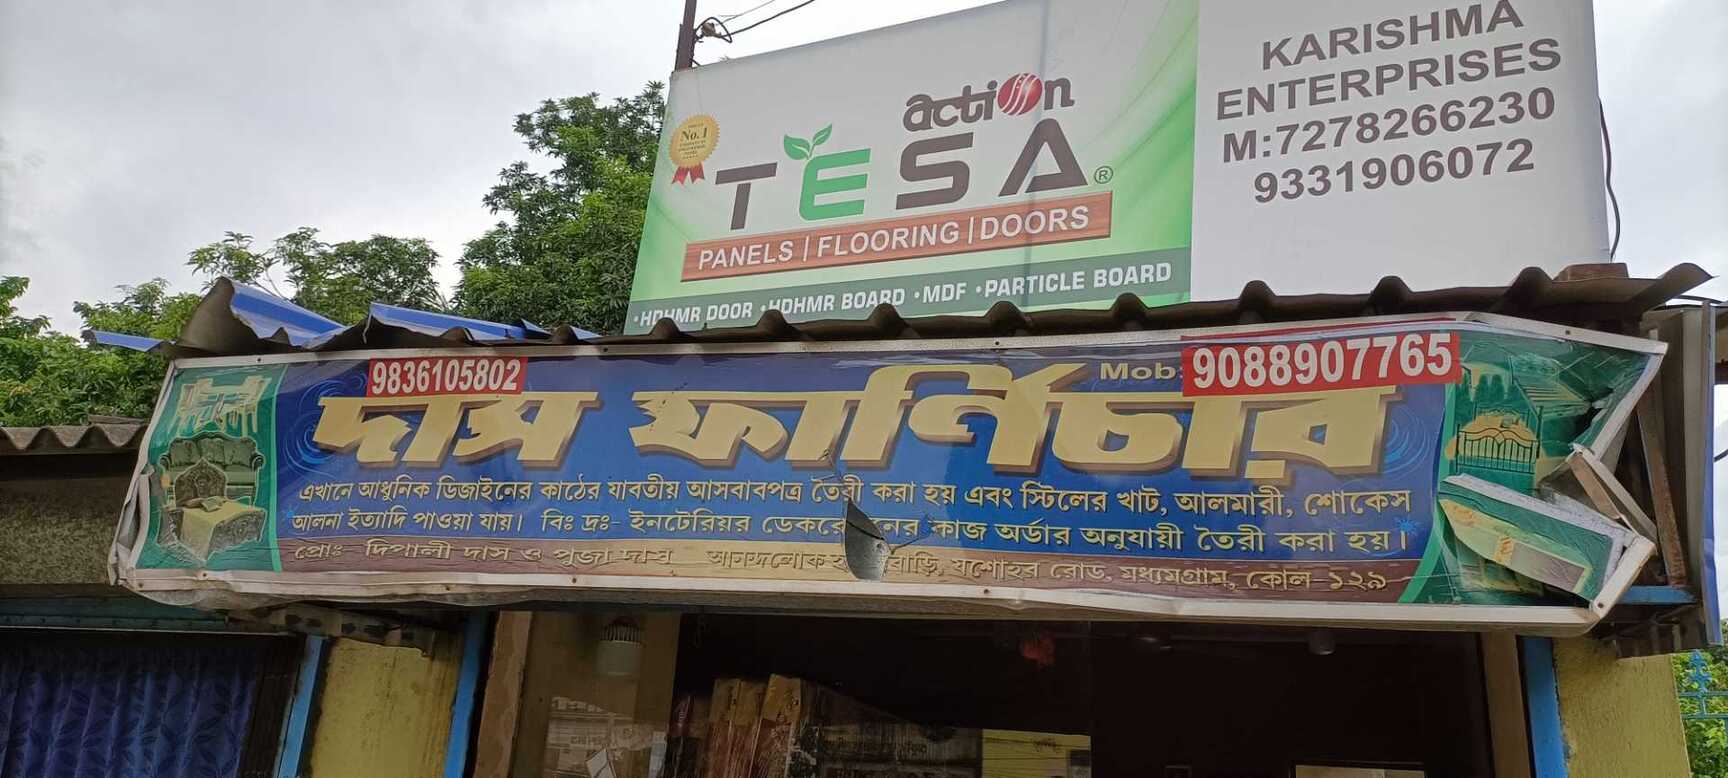 KARISHMA
ENTERPRISES
M:7278266230
9331906072
No.1
action
TESA®
PANELS | FLOORING | DOORS
•HDHMR DOOR •HDHMR BOARD •MDF •PARTICLE BOARD
9836105802
Mob: 9088907765
দাস ফার্ণিচার
এখানে আধুনিক ডিজাইনের কাঠের যাবতীয় আসবাবপত্র তৈরী করা হয় এবং স্টিলের খাট, আলমারী, শোকেস
আলনা ইত্যাদি পাওয়া যায়। বিঃ দ্রঃ- ইনটেরিয়র কাজ অর্ডার অনুযায়ী তৈরী করা হয়।
প্রোঃ দিপালী দাস ও পুজা দাস যশোহর রোড, মধ্যমগ্রাম, কোল-১২৯